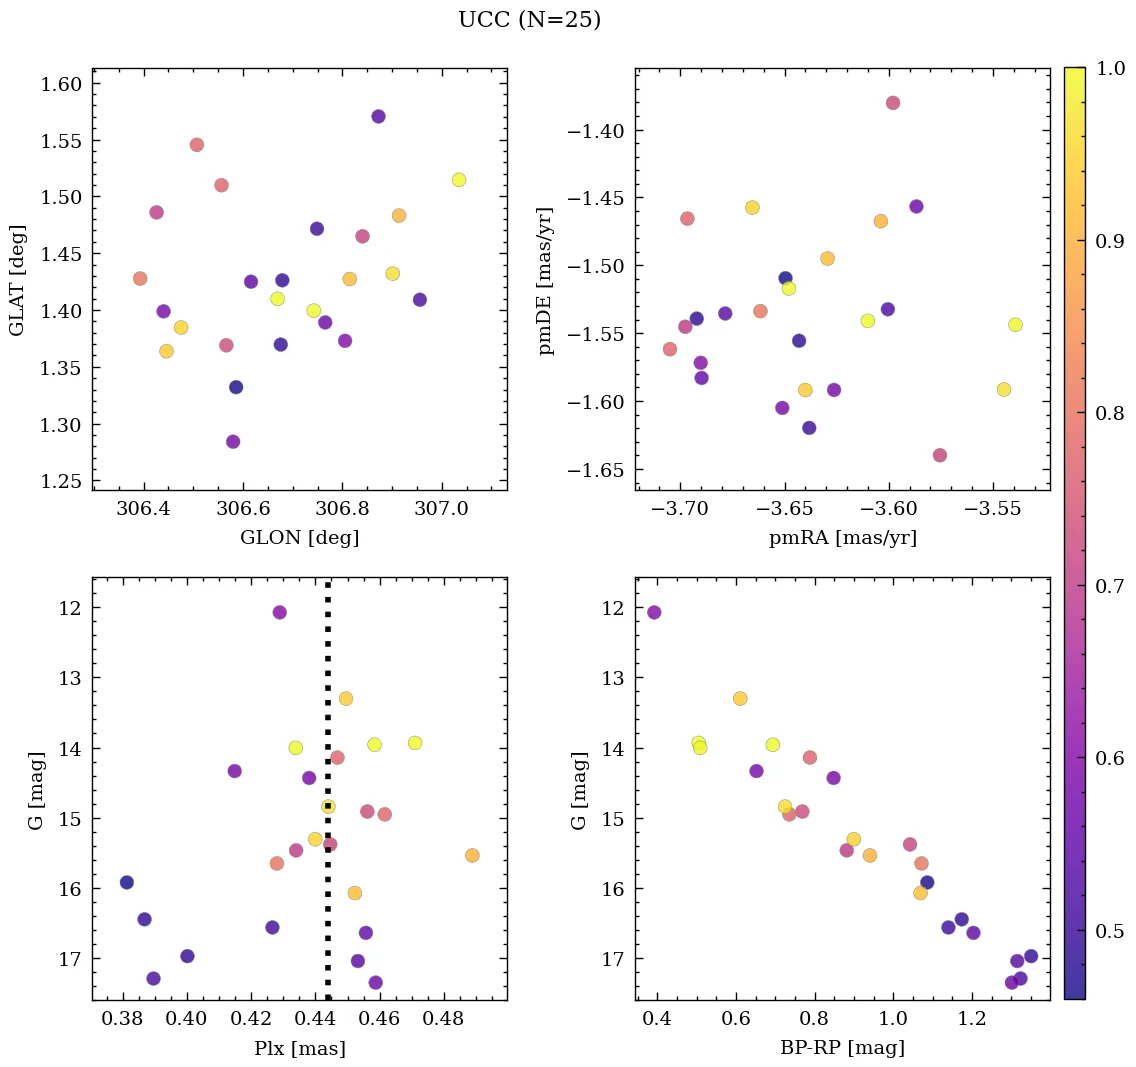 UCC (N=25)
1.60
1.55
1.50
1.45
1.40
1.35
1.30
1.25
GLAT [deg]
306.4 306.6 306.8 307.0
GLON [deg]
−1.40
−1.45
−1.50
−1.55
−1.60
−1.65
pmDE [mas/yr]
−3.70 −3.65 −3.60 −3.55
pmRA [mas/yr]
1.0
0.9
0.8
0.7
0.6
0.5
12
13
14
15
16
17
G [mag]
0.38 0.40 0.42 0.44 0.46 0.48
Plx [mas]
12
13
14
15
16
17
G [mag]
0.4 0.6 0.8 1.0 1.2
BP-RP [mag]